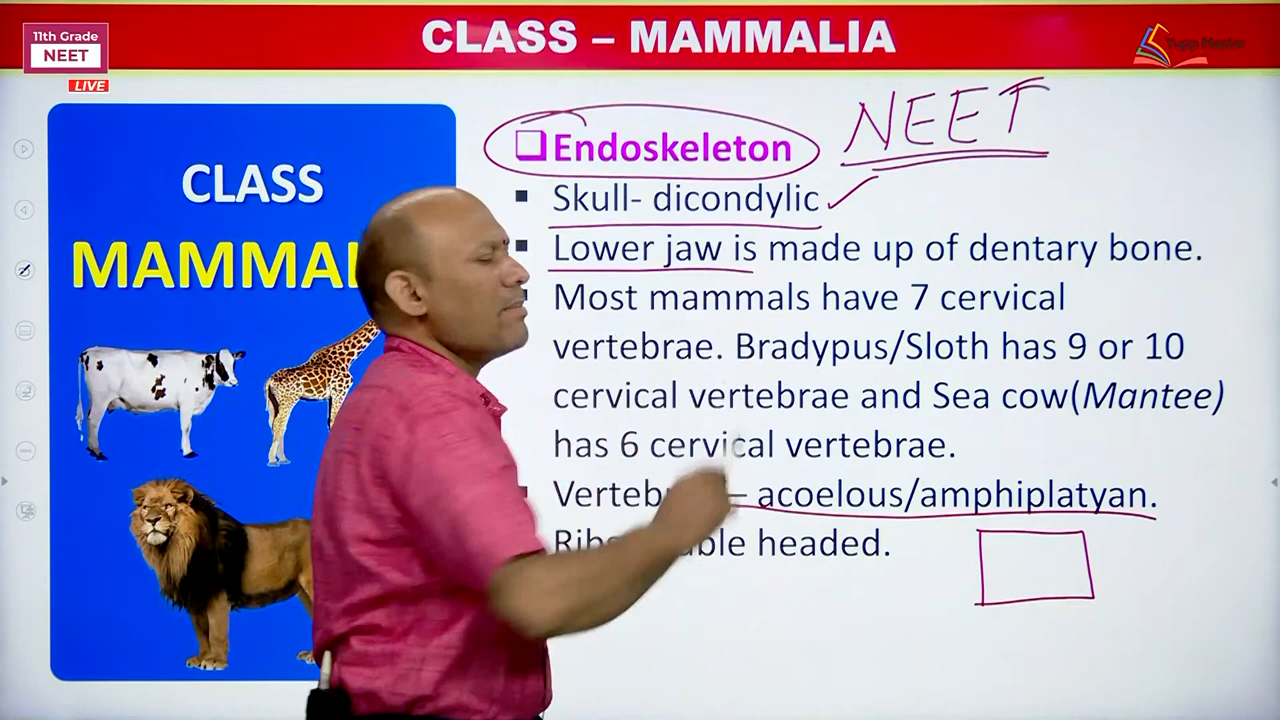 11th Grade
NEET
LIVE
CLASS – MAMMALIA
CLASS
MAMMAL
NEET
Endoskeleton
Skull- dicondylic
Lower jaw is made up of dentary bone.
Most mammals have 7 cervical
vertebrae. Bradypus/Sloth has 9 or 10
cervical vertebrae and Sea cow(Mantee)
has 6 cervical vertebrae.
– acoelous/amphiplatyan.
headed.